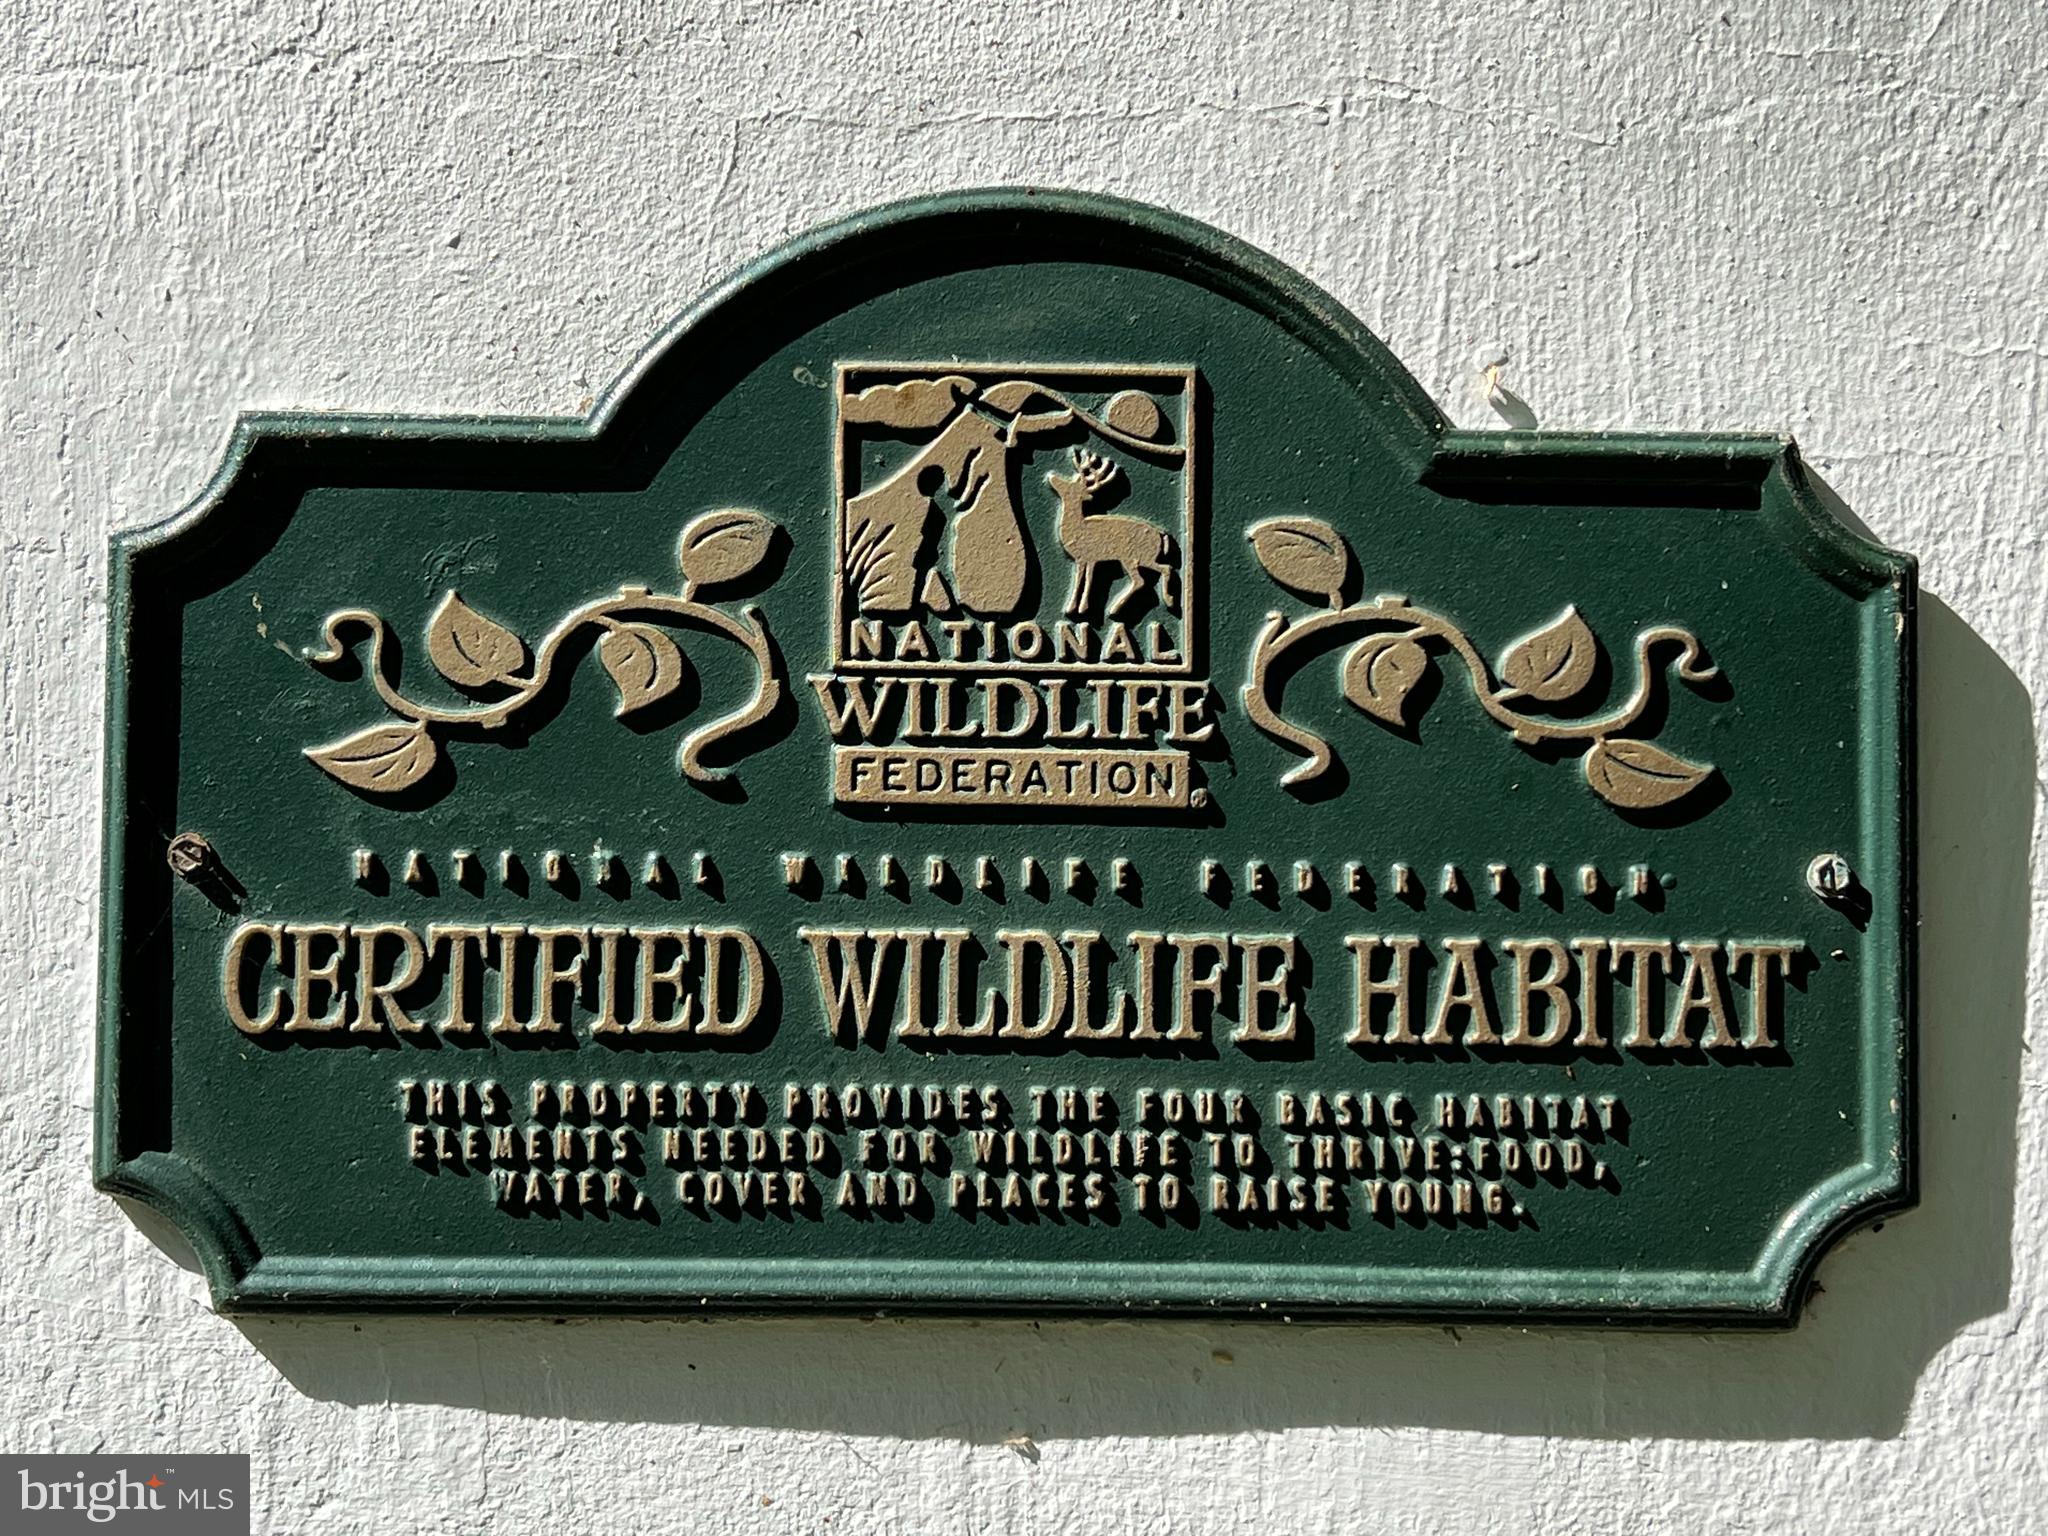 NATIONAL
WILDLIFE
FEDERATION®
NATIONAL WILDLIFE FEDERATION
CERTIFIED WILDLIFE HABITAT
THIS PROPERTY PROVIDES THE FOUR BASIC HABITAT
ELEMENTS NEEDED FOR WILDLIFE TO THRIVE: FOOD,
WATER, COVER AND PLACES TO RAISE YOUNG.
bright™ MLS